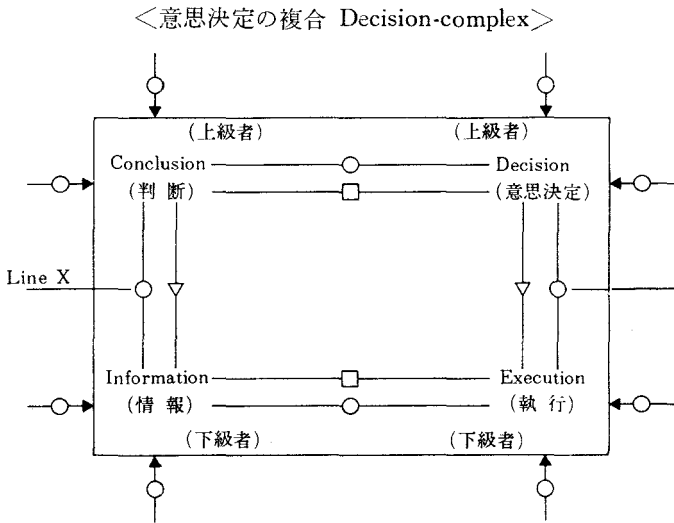 ＜意思決定の複合 Decision-complex＞
(上級者) (上級者)
Conclusion Decision
(判 断) (意思決定)
Line X
Information Execution
(情 報) (執 行)
(下級者) (下級者)